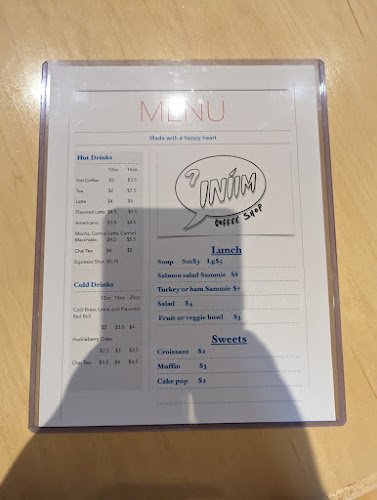 MENU
Made with a happy heart
Hot Drinks
12oz 16oz
Hot Coffee $3 $3.5
Tea $2 $2.5
Latte $4 $5
Flavored Latte $4.5 $5.5
Americano $3.5 $4.5
Mocha, Carmel Latte, Carmel
Macchiato $4.5 $5.5
Chai Tea $4 $5
Espresso Shot $0.75
Cold Drinks
12oz 16oz 20oz
Cold Brew, Lotus, and Flavored
Red Bull
$3 $3.5 $4
Huckleberry Cider
$2.5 $3 $3.5
Chai Tea $3.5 $4 $4.5
? INIIM
COFFEE SHOP
Lunch
Soup Sm$3 Lg$5
Salmon salad Sammie $8
Turkey or ham Sammie $7
Salad $4
Fruit or veggie bowl $3
Sweets
Croissant $2
Muffin $3
Cake pop $2